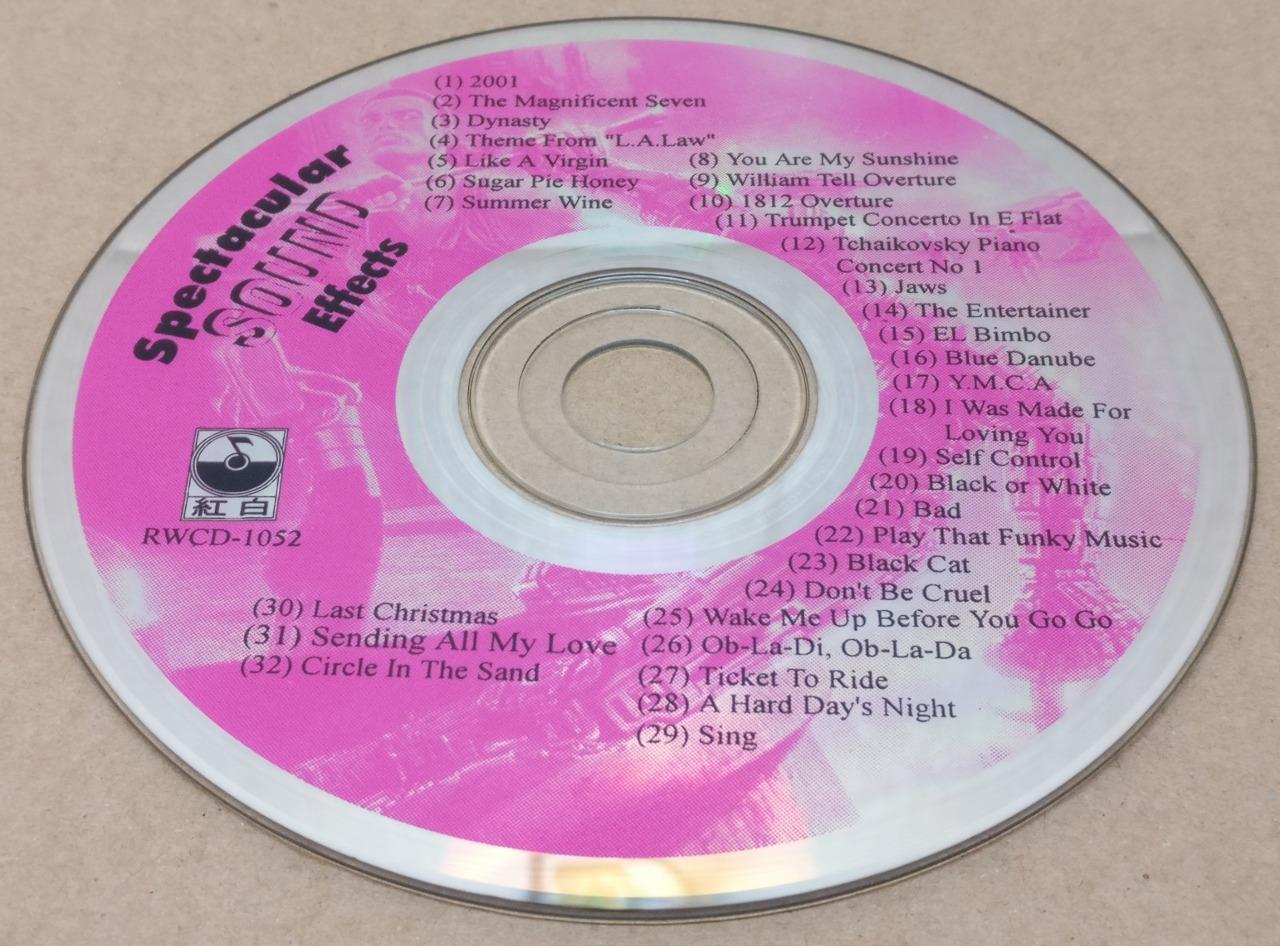 Spectacular
SOUND
Effects
紅白
RWCD-1052
(1) 2001
(2) The Magnificent Seven
(3) Dynasty
(4) Theme From "L.A.Law"
(5) Like A Virgin
(6) Sugar Pie Honey
(7) Summer Wine
(8) You Are My Sunshine
(9) William Tell Overture
(10) 1812 Overture
(11) Trumpet Concerto In E Flat
(12) Tchaikovsky Piano
Concert No 1
(13) Jaws
(14) The Entertainer
(15) EL Bimbo
(16) Blue Danube
(17) Y.M.C.A
(18) I Was Made For
Loving You
(19) Self Control
(20) Black or White
(21) Bad
(22) Play That Funky Music
(23) Black Cat
(24) Don't Be Cruel
(25) Wake Me Up Before You Go Go
(26) Ob-La-Di, Ob-La-Da
(27) Ticket To Ride
(28) A Hard Day's Night
(29) Sing
(30) Last Christmas
(31) Sending All My Love
(32) Circle In The Sand